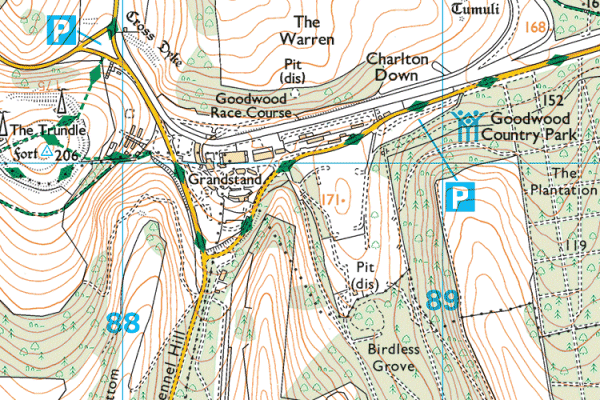 P
Cross Dyke
The
Warren
Tumuli
168
Pit
(dis)
Charlton
Down
Goodwood
Race Course
152
Goodwood
Country Park
The Trundle
Fort
206
Grandstand
171
P
The
Plantation
119
Pit
(dis)
88
89
Birdless
Grove